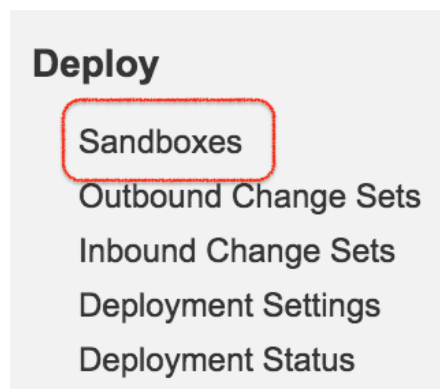 Deploy
Sandboxes
Outbound Change Sets
Inbound Change Sets
Deployment Settings
Deployment Status